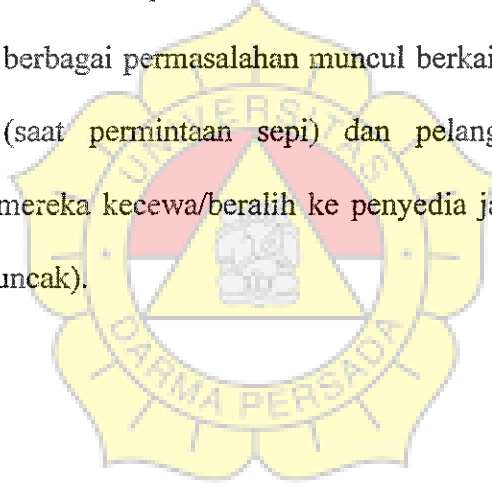 berbagai permasalahan muncul berkai
(saat permintaan sepi) dan pelang
mereka kecewa/beralih ke penyedia ja
uncak).
UNIVERSITAS
DARMA PERSADA